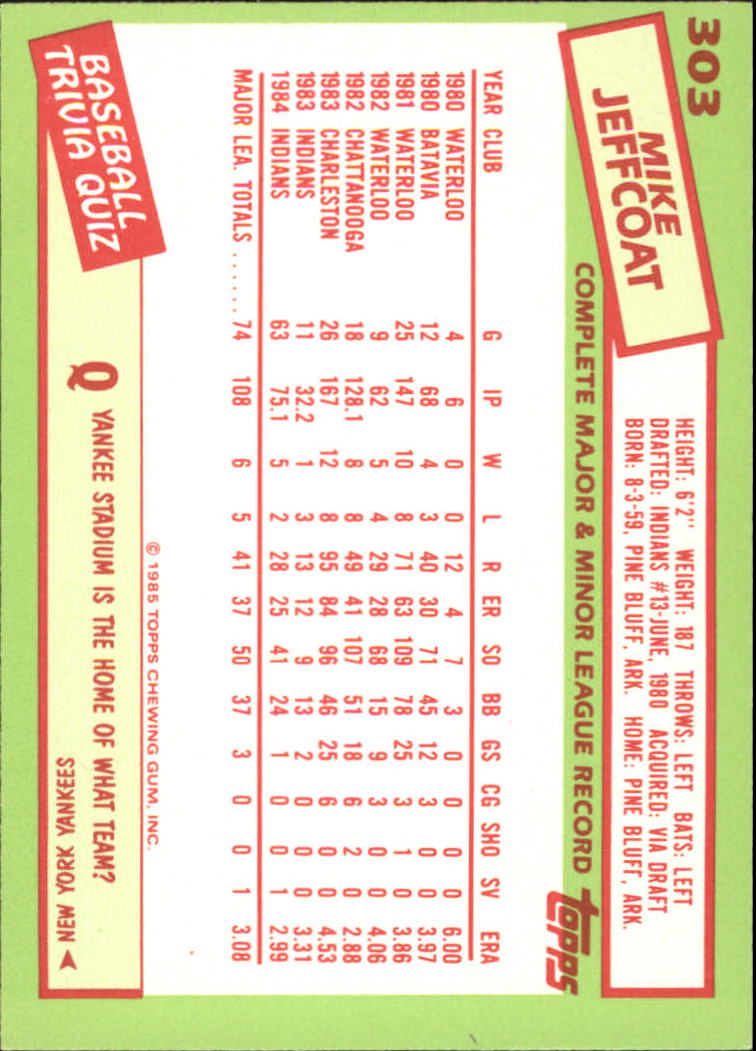 303
MIKE
JEFFCOAT
HEIGHT: 6'2" WEIGHT: 187 THROWS: LEFT BATS: LEFT
DRAFTED: INDIANS #13-JUNE, 1980 ACQUIRED: VIA DRAFT
BORN: 8-3-59, PINE BLUFF, ARK. HOME: PINE BLUFF, ARK.
COMPLETE MAJOR & MINOR LEAGUE RECORD
topps
YEAR CLUB G IP W L R ER SO BB GS CG SHO SV ERA
1980 WATERLOO 4 6 0 0 12 4 7 3 0 0 0 0 6.00
1980 BATAVIA 12 68 4 3 40 30 71 45 12 3 0 0 3.97
1981 WATERLOO 25 147 10 8 71 63 109 78 25 3 1 0 3.86
1982 WATERLOO 9 62 5 4 29 28 68 15 9 3 0 0 4.06
1982 CHATTANOOGA 18 128.1 8 8 49 41 107 51 18 6 2 0 2.88
1983 CHARLESTON 26 167 12 8 95 84 96 46 25 6 0 0 4.53
1983 INDIANS 11 32.2 1 3 13 12 9 13 2 0 0 0 3.31
1984 INDIANS 63 75.1 5 2 28 25 41 24 1 0 0 1 2.99
MAJOR LEA. TOTALS ...... 74 108 6 5 41 37 50 37 3 0 0 1 3.08
© 1985 TOPPS CHEWING GUM, INC.
BASEBALL
TRIVIA QUIZ
Q YANKEE STADIUM IS THE HOME OF WHAT TEAM?
NEW YORK YANKEES